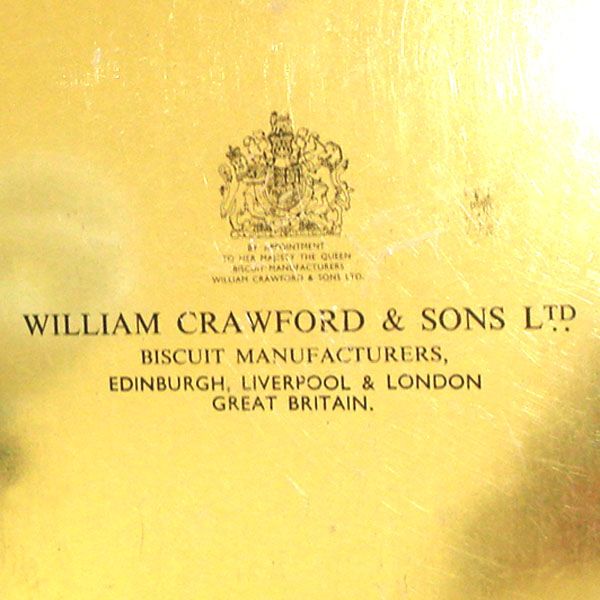 BY APPOINTMENT
TO HER MAJESTY THE QUEEN
BISCUIT MANUFACTURERS
WILLIAM CRAWFORD & SONS LTD.
WILLIAM CRAWFORD & SONS LTD.
BISCUIT MANUFACTURERS,
EDINBURGH, LIVERPOOL & LONDON
GREAT BRITAIN.